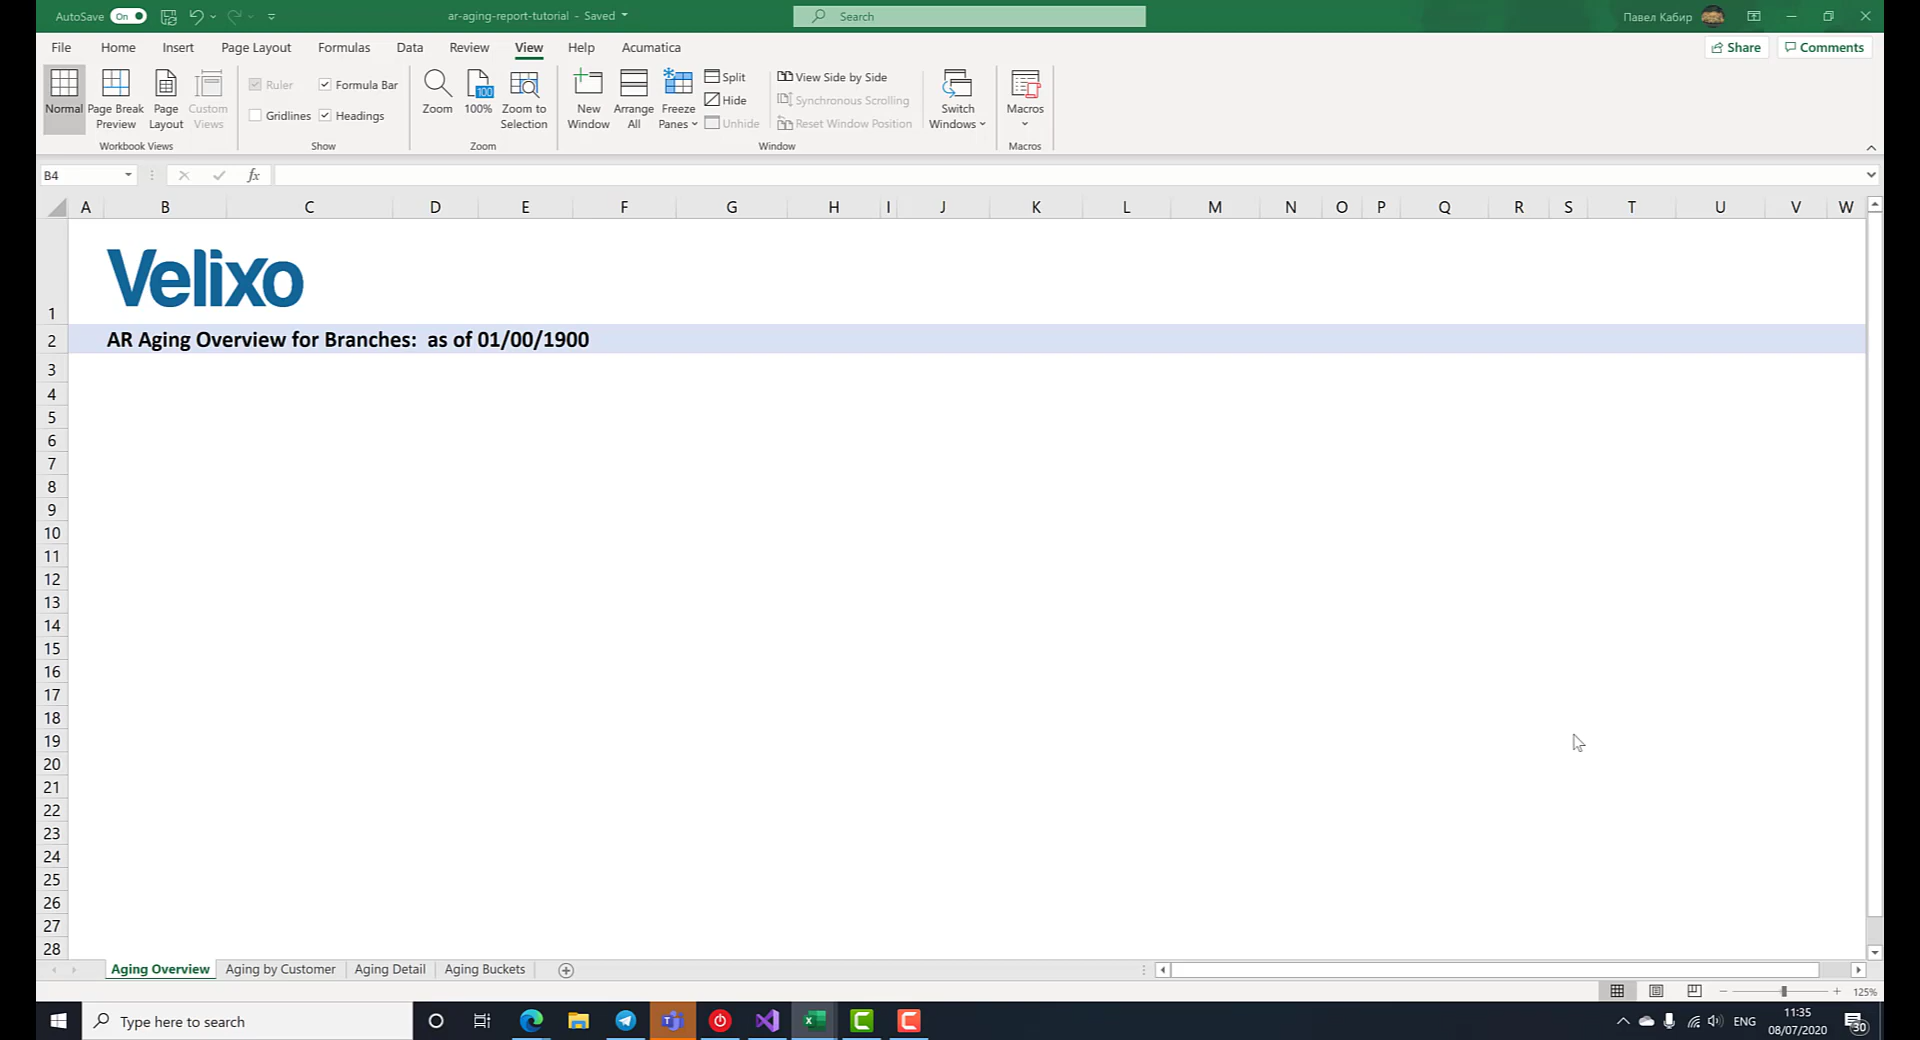 AutoSave On ar-aging-report-tutorial - Saved Search Павел Кабир
File Home Insert Page Layout Formulas Data Review View Help Acumatica Share Comments
Normal Page Break Preview Page Layout Custom Views
Workbook Views
Ruler Formula Bar
Gridlines Headings
Show
Zoom 100% Zoom to Selection
Zoom
New Window Arrange All Freeze Panes
Split
Hide
Unhide
View Side by Side
Synchronous Scrolling
Reset Window Position
Switch Windows
Window
Macros
Macros
B4 fx
A B C D E F G H I J K L M N O P Q R S T U V W
Velixo
1
2 AR Aging Overview for Branches: as of 01/00/1900
3
4
5
6
7
8
9
10
11
12
13
14
15
16
17
18
19
20
21
22
23
24
25
26
27
28
Aging Overview Aging by Customer Aging Detail Aging Buckets
125%
Type here to search ENG 11:35
08/07/2020 30